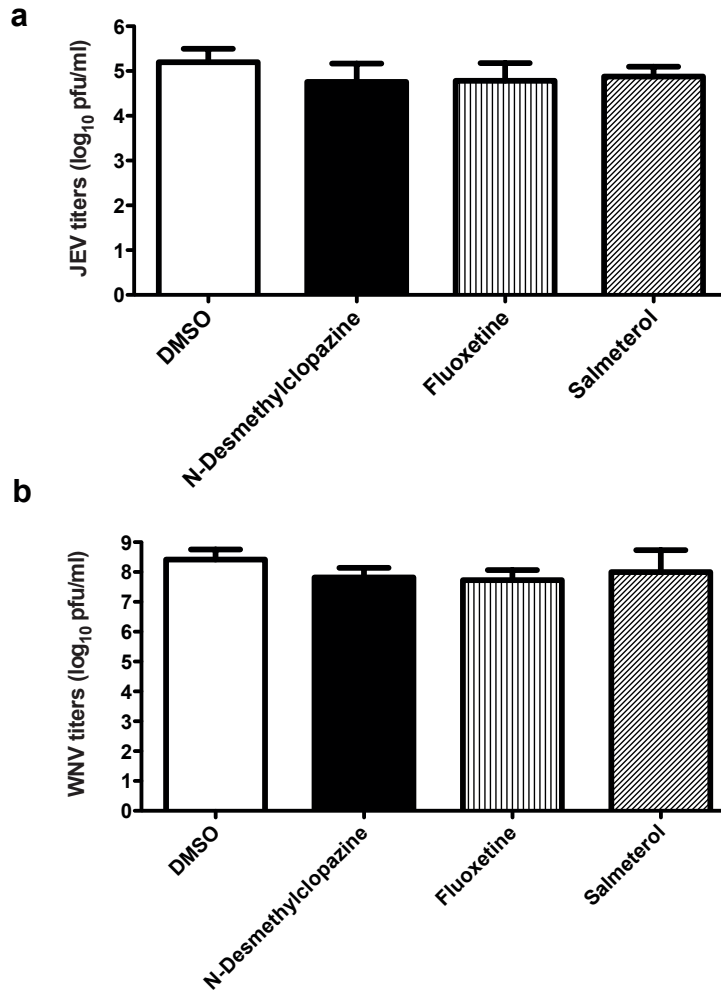 a
JEV titers (log10 pfu/ml)
6
5
4
3
2
1
0
DMSO
N-Desmethylclopazine
Fluoxetine
Salmeterol
b
WNV titers (log10 pfu/ml)
9
8
7
6
5
4
3
2
1
0
DMSO
N-Desmethylclopazine
Fluoxetine
Salmeterol